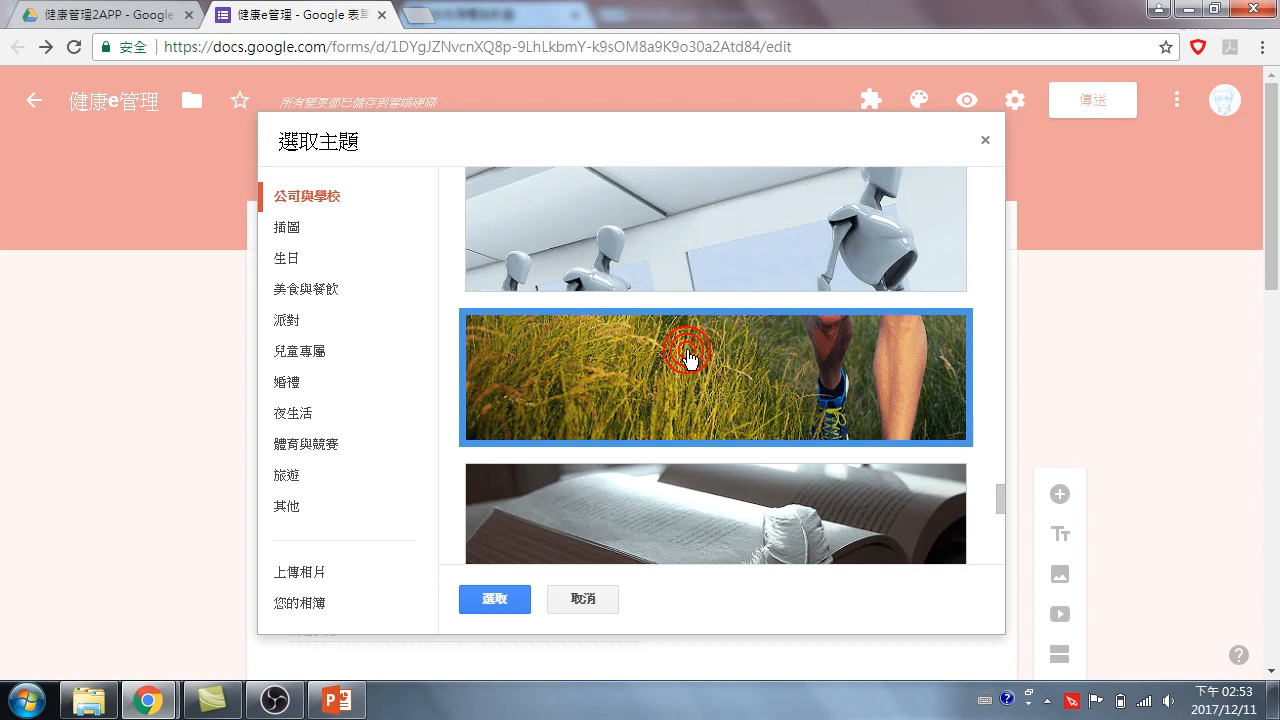 健康管理2APP - Google
健康e管理 - Google 表單
安全
https://docs.google.com/forms/d/1DYgJZNvcnXQ6p-9LhLkbmY-k9sOM8a9K9o30a2Atd84/edit
健康e管理
所有變更都已儲存到雲端硬碟
傳送
選取主題
×
公司與學校
插圖
生日
美食與餐飲
派對
兒童專屬
婚禮
夜生活
體育與競賽
旅遊
其他
上傳相片
您的相簿
選取
取消
下午 02:53
2017/12/11